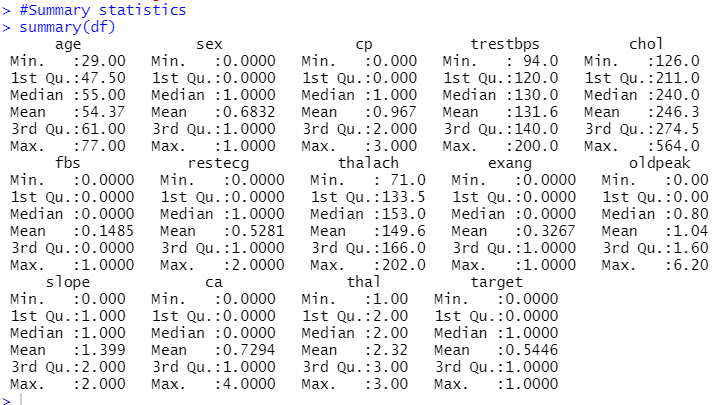 > #Summary statistics
> summary(df)
age sex cp trestbps chol
Min. :29.00 Min. :0.0000 Min. :0.000 Min. : 94.0 Min. :126.0
1st Qu.:47.50 1st Qu.:0.0000 1st Qu.:0.000 1st Qu.:120.0 1st Qu.:211.0
Median :55.00 Median :1.0000 Median :1.000 Median :130.0 Median :240.0
Mean :54.37 Mean :0.6832 Mean :0.967 Mean :131.6 Mean :246.3
3rd Qu.:61.00 3rd Qu.:1.0000 3rd Qu.:2.000 3rd Qu.:140.0 3rd Qu.:274.5
Max. :77.00 Max. :1.0000 Max. :3.000 Max. :200.0 Max. :564.0
fbs restecg thalach exang oldpeak
Min. :0.0000 Min. :0.0000 Min. : 71.0 Min. :0.0000 Min. :0.00
1st Qu.:0.0000 1st Qu.:0.0000 1st Qu.:133.5 1st Qu.:0.0000 1st Qu.:0.00
Median :0.0000 Median :1.0000 Median :153.0 Median :0.0000 Median :0.80
Mean :0.1485 Mean :0.5281 Mean :149.6 Mean :0.3267 Mean :1.04
3rd Qu.:0.0000 3rd Qu.:1.0000 3rd Qu.:166.0 3rd Qu.:1.0000 3rd Qu.:1.60
Max. :1.0000 Max. :2.0000 Max. :202.0 Max. :1.0000 Max. :6.20
slope ca thal target
Min. :0.000 Min. :0.0000 Min. :1.00 Min. :0.0000
1st Qu.:1.000 1st Qu.:0.0000 1st Qu.:2.00 1st Qu.:0.0000
Median :1.000 Median :0.0000 Median :2.00 Median :1.0000
Mean :1.399 Mean :0.7294 Mean :2.32 Mean :0.5446
3rd Qu.:2.000 3rd Qu.:1.0000 3rd Qu.:3.00 3rd Qu.:1.0000
Max. :2.000 Max. :4.0000 Max. :3.00 Max. :1.0000
>